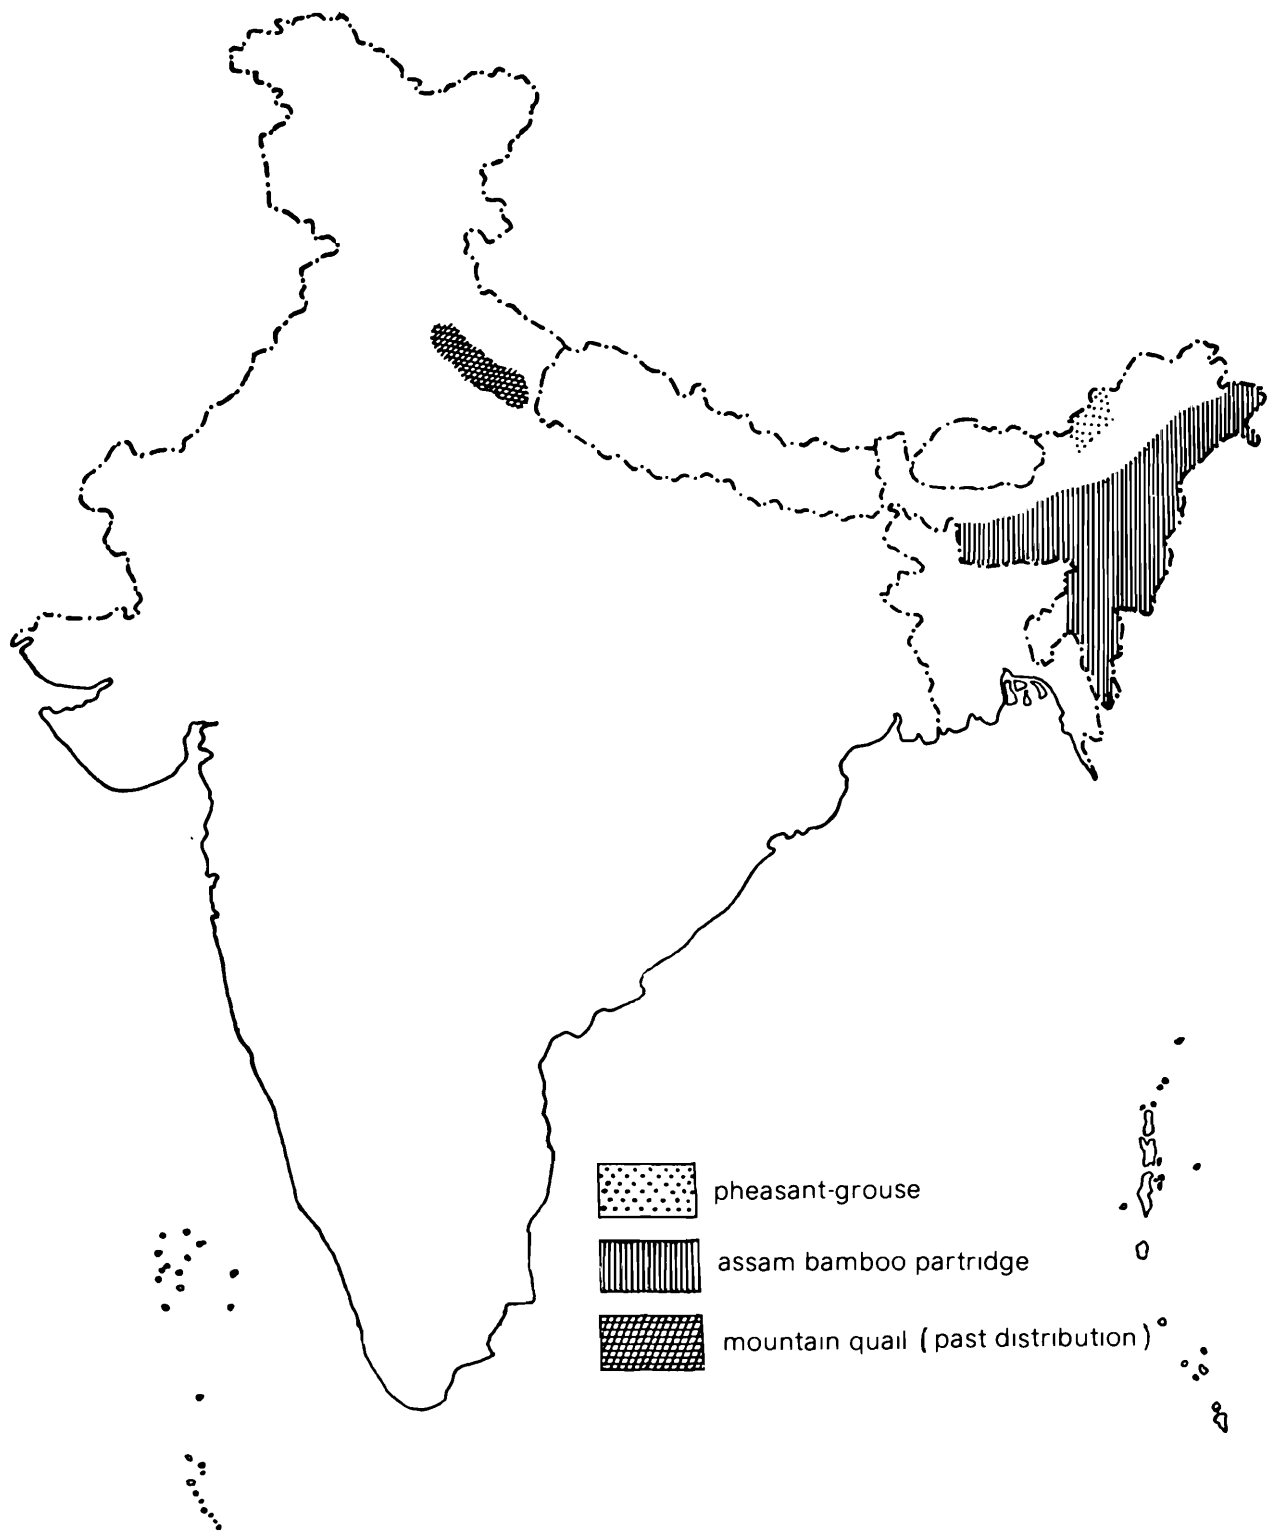 pheasant-grouse
assam bamboo partridge
mountain quail (past distribution)